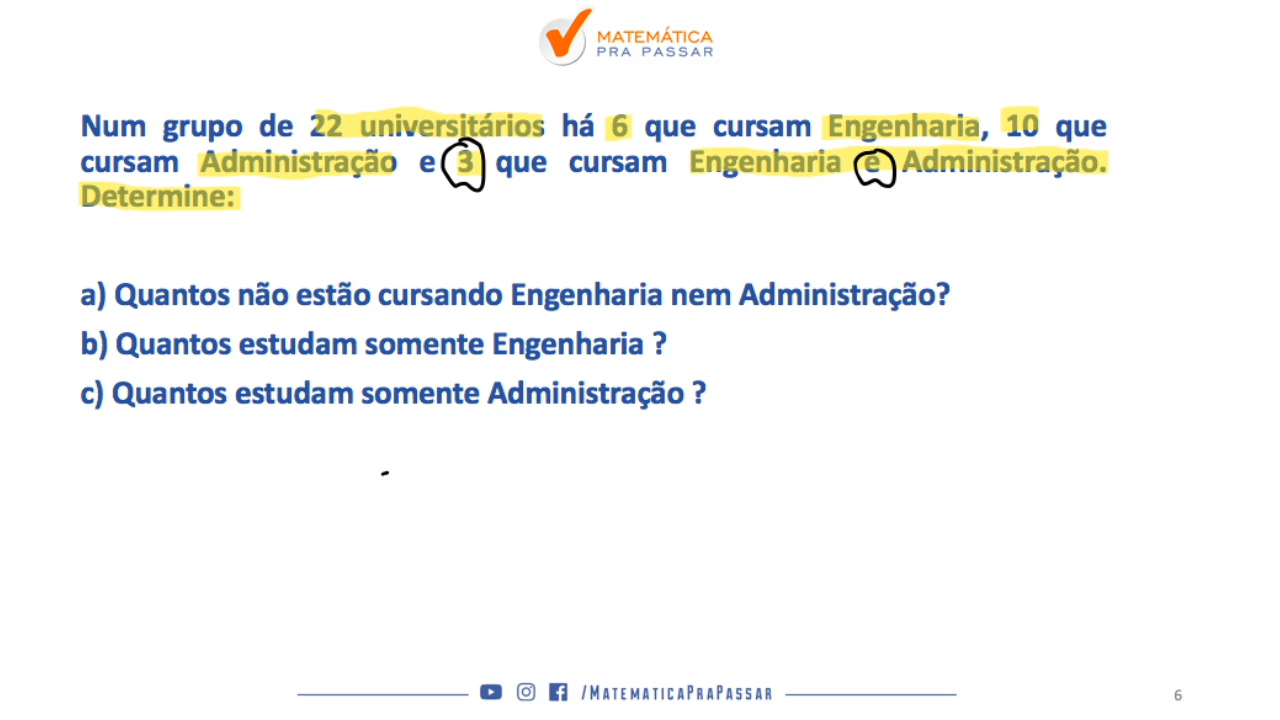 MATEMÁTICA
PRA PASSAR
Num grupo de 22 universitários há 6 que cursam Engenharia, 10 que
cursam Administração e 3 que cursam Engenharia e Administração.
Determine:
a) Quantos não estão cursando Engenharia nem Administração?
b) Quantos estudam somente Engenharia ?
c) Quantos estudam somente Administração ?
/MATEMATICAPRAPASSAR
6